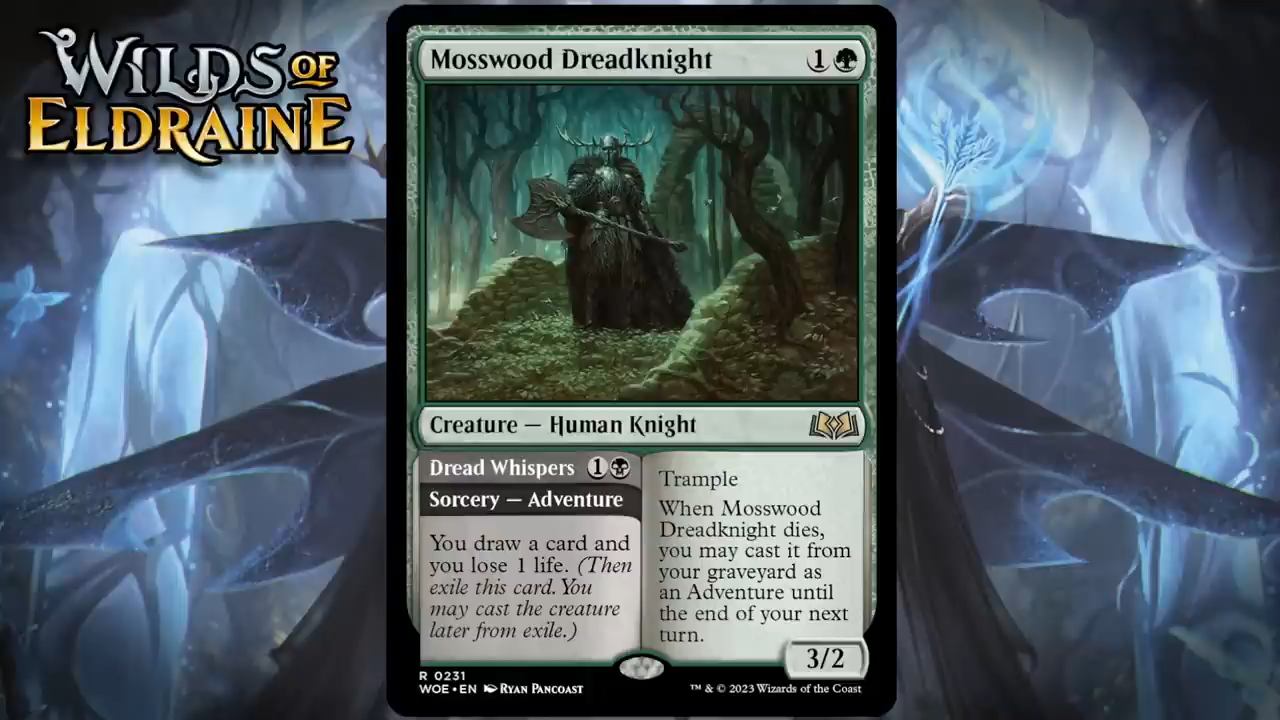 WILDS OF
ELDRAINE
Mosswood Dreadknight 1
Creature — Human Knight
Dread Whispers 1
Sorcery — Adventure
You draw a card and
you lose 1 life. (Then
exile this card. You
may cast the creature
later from exile.)
Trample
When Mosswood
Dreadknight dies,
you may cast it from
your graveyard as
an Adventure until
the end of your next
turn.
3/2
R 0231
WOE • EN Ryan Pancoast
™ & © 2023 Wizards of the Coast